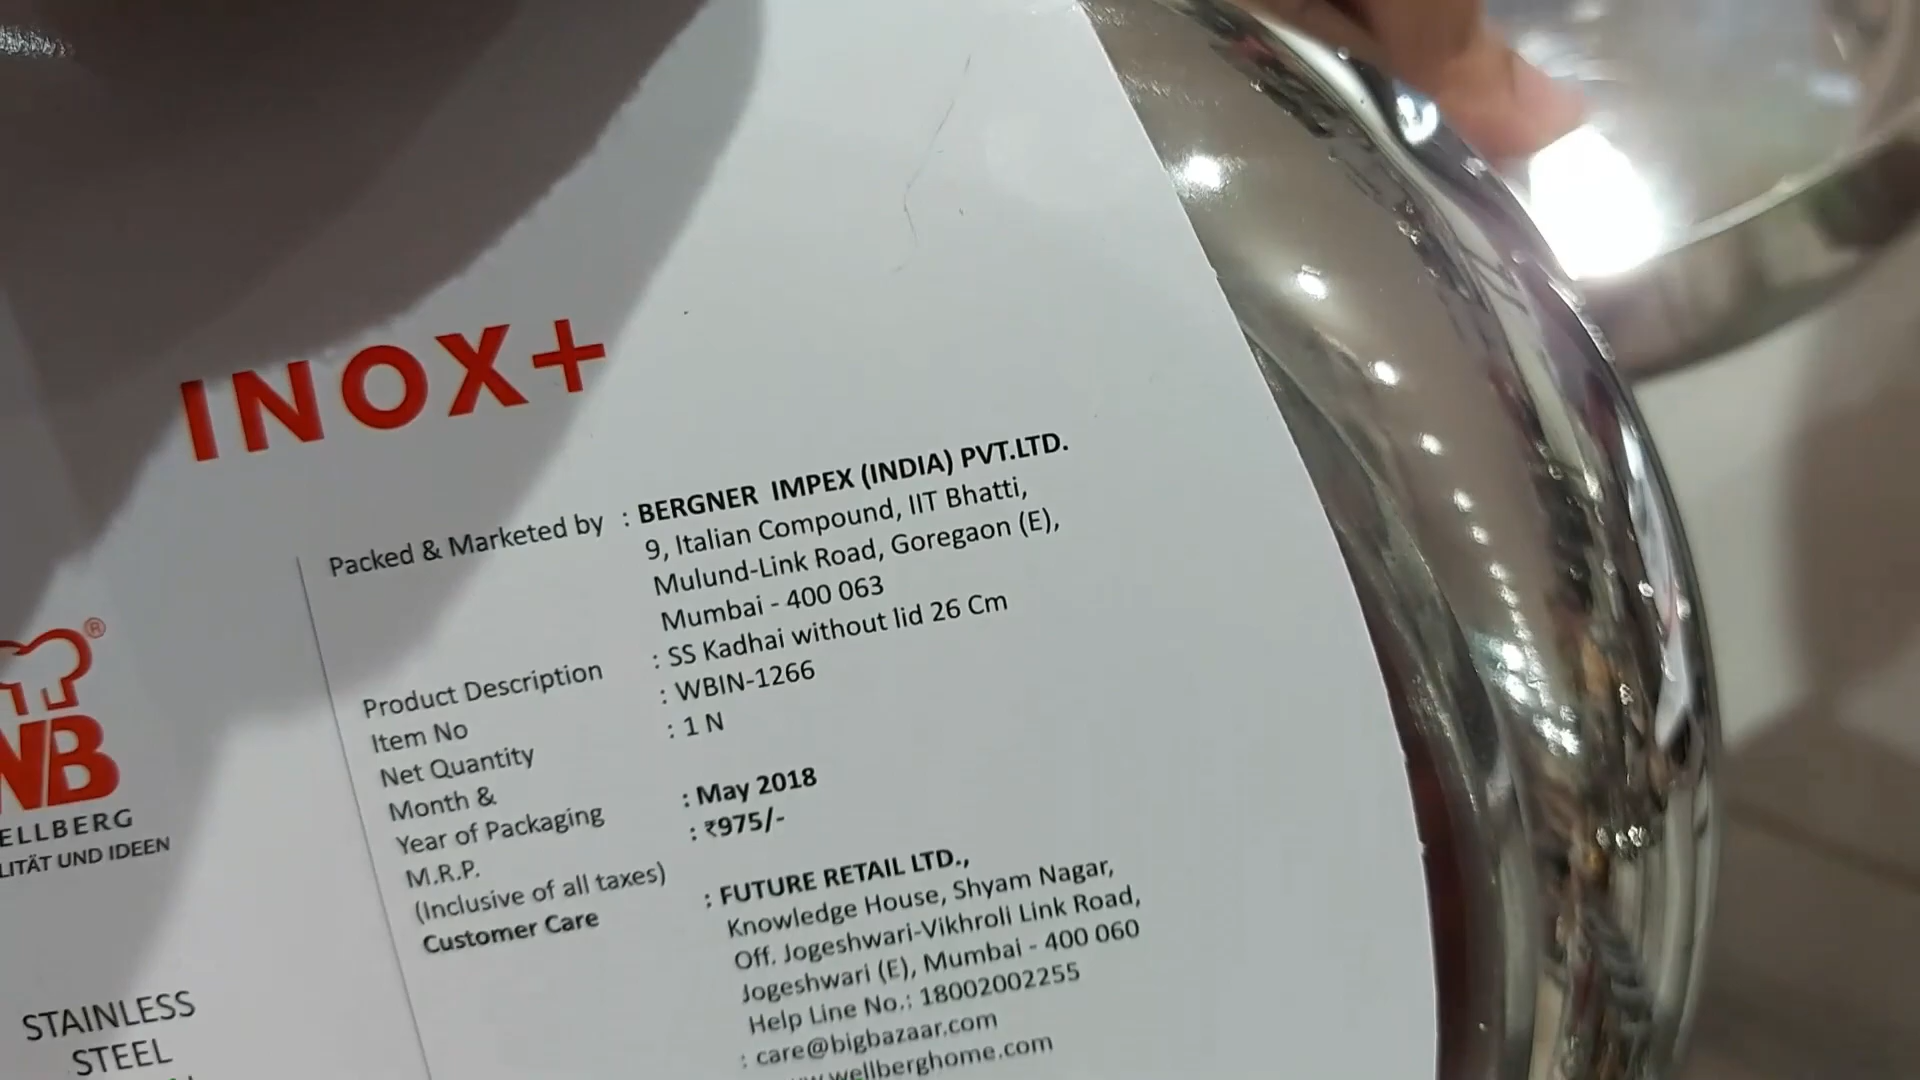 INOX+
Packed & Marketed by : BERGNER IMPEX (INDIA) PVT.LTD.
9, Italian Compound, IIT Bhatti,
Mulund-Link Road, Goregaon (E),
Mumbai - 400 063
Product Description : SS Kadhai without lid 26 Cm
Item No : WBIN-1266
Net Quantity : 1 N
Month &
Year of Packaging : May 2018
M.R.P. : ₹975/-
(Inclusive of all taxes)
Customer Care : FUTURE RETAIL LTD.,
Knowledge House, Shyam Nagar,
Off. Jogeshwari-Vikhroli Link Road,
Jogeshwari (E), Mumbai - 400 060
Help Line No.: 18002002255
: care@bigbazaar.com
wellberghome.com
®
WB
ELLBERG
LITÄT UND IDEEN
STAINLESS
STEEL